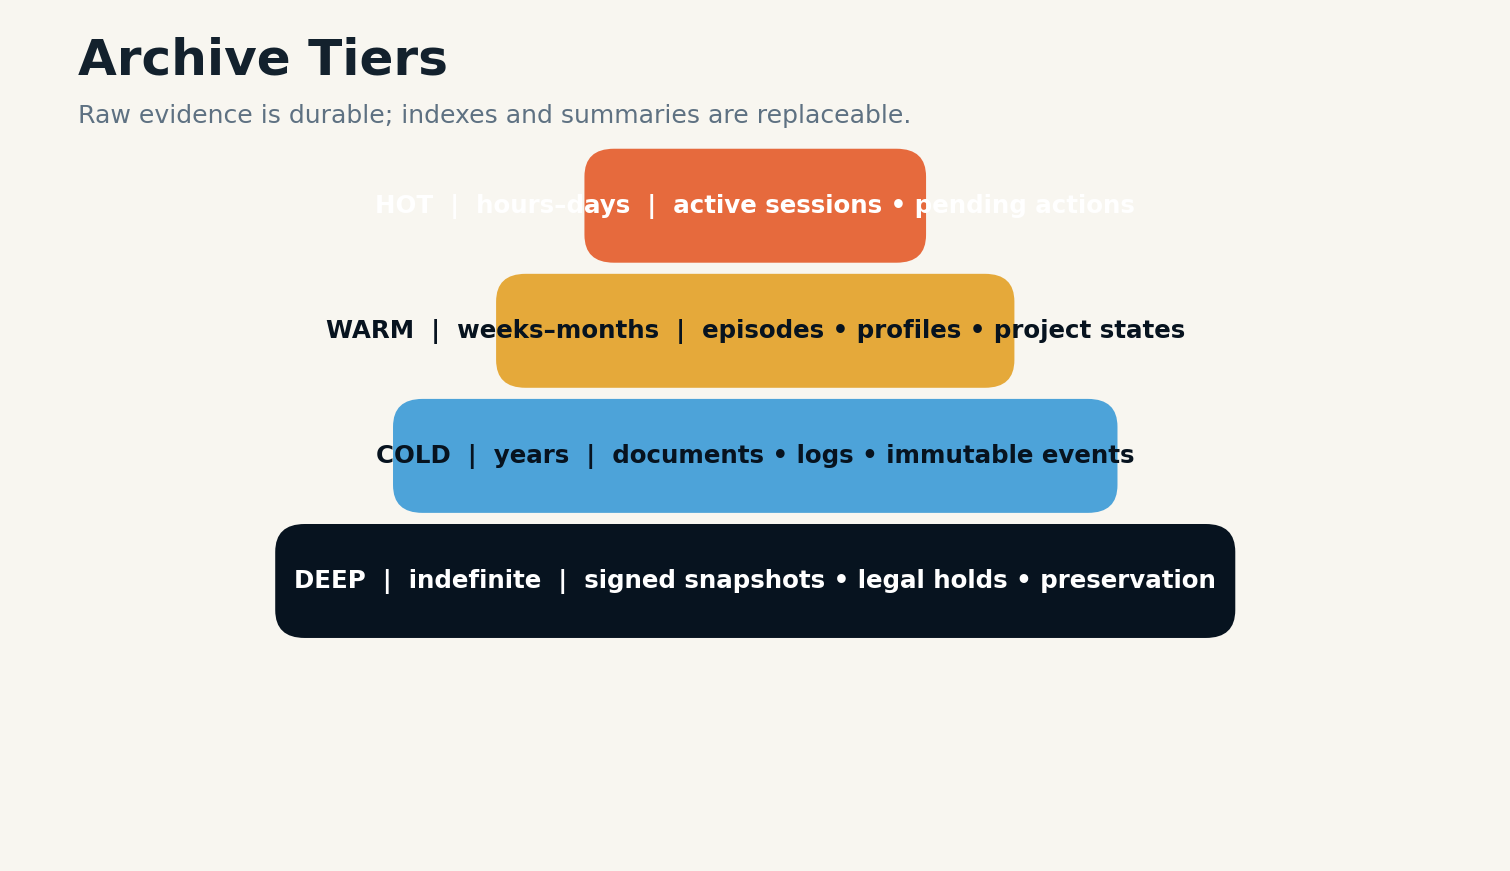 Archive Tiers
Raw evidence is durable; indexes and summaries are replaceable.
HOT | hours–days | active sessions • pending actions
WARM | weeks–months | episodes • profiles • project states
COLD | years | documents • logs • immutable events
DEEP | indefinite | signed snapshots • legal holds • preservation